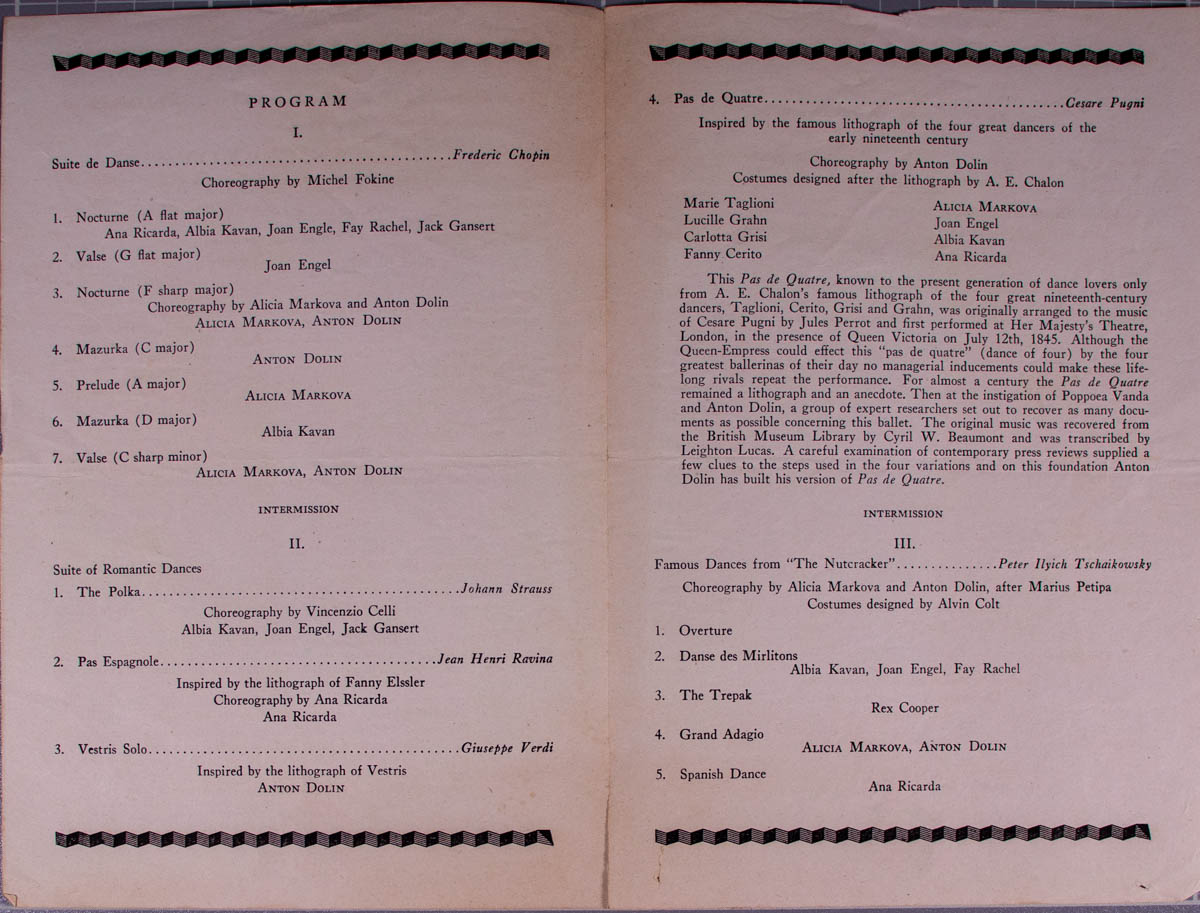 PROGRAM
I.
Suite de Danse.............................................Frederic Chopin
Choreography by Michel Fokine
1. Nocturne (A flat major)
Ana Ricarda, Albia Kavan, Joan Engle, Fay Rachel, Jack Gansert
2. Valse (G flat major)
Joan Engel
3. Nocturne (F sharp major)
Choreography by Alicia Markova and Anton Dolin
ALICIA MARKOVA, ANTON DOLIN
4. Mazurka (C major)
ANTON DOLIN
5. Prelude (A major)
ALICIA MARKOVA
6. Mazurka (D major)
Albia Kavan
7. Valse (C sharp minor)
ALICIA MARKOVA, ANTON DOLIN
INTERMISSION
II.
Suite of Romantic Dances
1. The Polka..............................................Johann Strauss
Choreography by Vincenzio Celli
Albia Kavan, Joan Engel, Jack Gansert
2. Pas Espagnole........................................Jean Henri Ravina
Inspired by the lithograph of Fanny Elssler
Choreography by Ana Ricarda
Ana Ricarda
3. Vestris Solo.............................................Giuseppe Verdi
Inspired by the lithograph of Vestris
ANTON DOLIN
4. Pas de Quatre...........................................Cesare Pugni
Inspired by the famous lithograph of the four great dancers of the
early nineteenth century
Choreography by Anton Dolin
Costumes designed after the lithograph by A. E. Chalon
Marie Taglioni ALICIA MARKOVA
Lucille Grahn Joan Engel
Carlotta Grisi Albia Kavan
Fanny Cerito Ana Ricarda
This Pas de Quatre, known to the present generation of dance lovers only
from A. E. Chalon's famous lithograph of the four great nineteenth-century
dancers, Taglioni, Cerito, Grisi and Grahn, was originally arranged to the music
of Cesare Pugni by Jules Perrot and first performed at Her Majesty's Theatre,
London, in the presence of Queen Victoria on July 12th, 1845. Although the
Queen-Empress could effect this "pas de quatre" (dance of four) by the four
greatest ballerinas of their day no managerial inducements could make these life-
long rivals repeat the performance. For almost a century the Pas de Quatre
remained a lithograph and an anecdote. Then at the instigation of Poppoea Vanda
and Anton Dolin, a group of expert researchers set out to recover as many docu-
ments as possible concerning this ballet. The original music was recovered from
the British Museum Library by Cyril W. Beaumont and was transcribed by
Leighton Lucas. A careful examination of contemporary press reviews supplied a
few clues to the steps used in the four variations and on this foundation Anton
Dolin has built his version of Pas de Quatre.
INTERMISSION
III.
Famous Dances from "The Nutcracker"...............Peter Ilyich Tschaikowsky
Choreography by Alicia Markova and Anton Dolin, after Marius Petipa
Costumes designed by Alvin Colt
1. Overture
2. Danse des Mirlitons
Albia Kavan, Joan Engel, Fay Rachel
3. The Trepak
Rex Cooper
4. Grand Adagio
ALICIA MARKOVA, ANTON DOLIN
5. Spanish Dance
Ana Ricarda